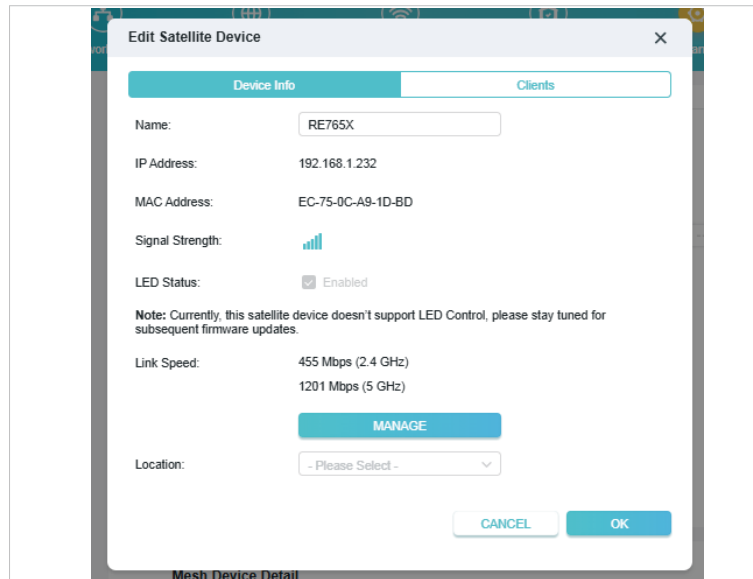 Edit Satellite Device
Device Info
Clients
Name:
RE765X
IP Address:
192.168.1.232
MAC Address:
EC-75-0C-A9-1D-BD
Signal Strength:
LED Status:
Enabled
Note: Currently, this satellite device doesn't support LED Control, please stay tuned for
subsequent firmware updates.
Link Speed:
455 Mbps (2.4 GHz)
1201 Mbps (5 GHz)
MANAGE
Location:
- Please Select -
CANCEL
OK
Mesh Device Detail